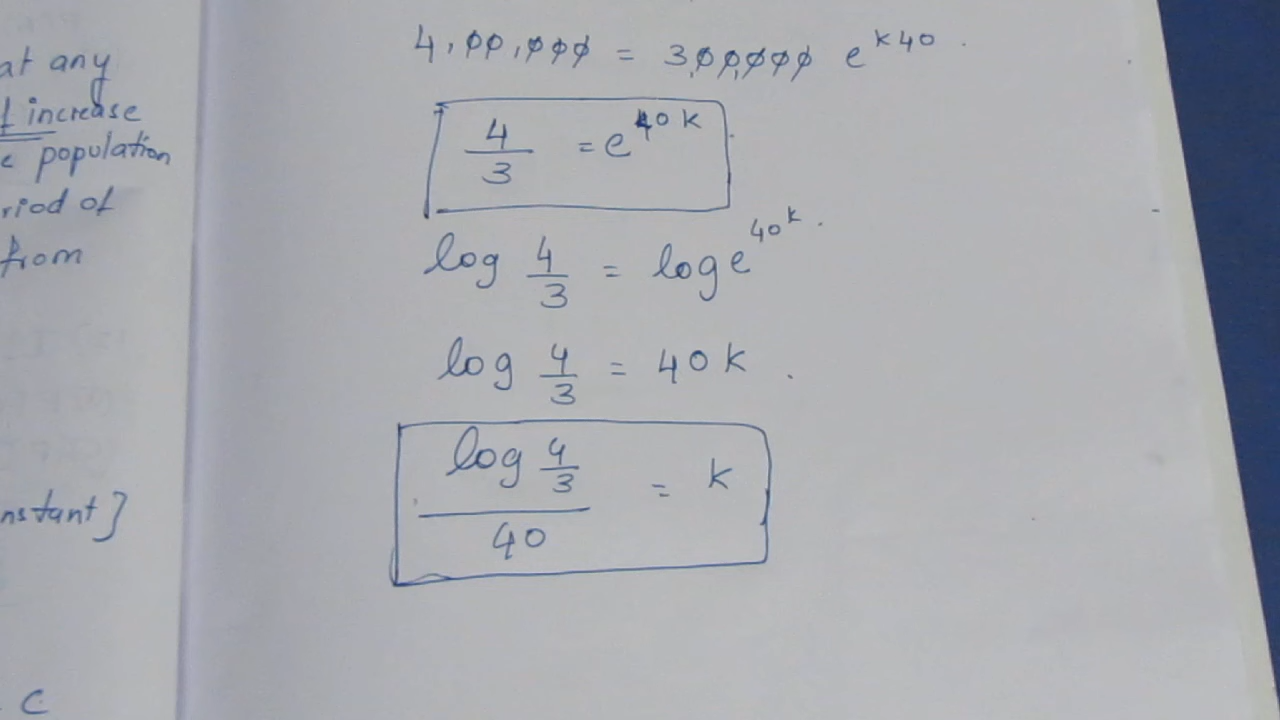 at any
f increase
e population
riod of
from
nstant}
. C
4,00,000 = 3,00,000 e^k40 .
4/3 = e^40k
log 4/3 = log e^40k .
log 4/3 = 40k .
log 4/3 / 40 = k